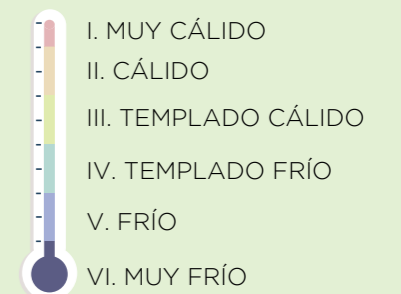 I. MUY CÁLIDO
II. CÁLIDO
III. TEMPLADO CÁLIDO
IV. TEMPLADO FRÍO
V. FRÍO
VI. MUY FRÍO